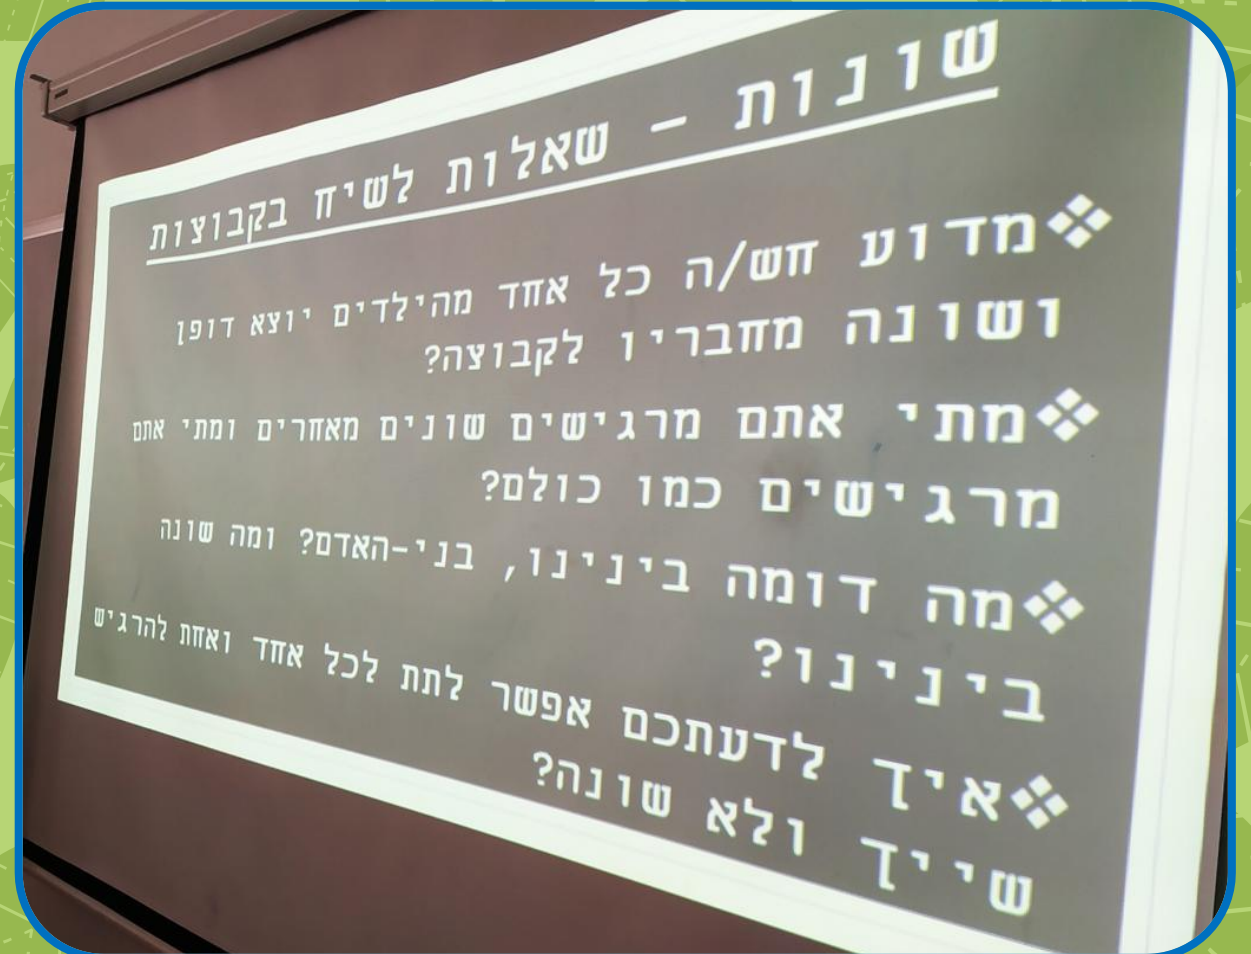 שונות - שאלות לשיח בקבוצות
❖מדוע חש/ה כל אחד מהילדים יוצא דופן
ושונה מחבריו לקבוצה?
❖מתי אתם מרגישים שונים מאחרים ומתי אתם
מרגישים כמו כולם?
❖מה דומה בינינו, בני-האדם? ומה שונה
בינינו?
❖איך לדעתכם אפשר לתת לכל אחד ואחת להרגיש
שייך ולא שונה?